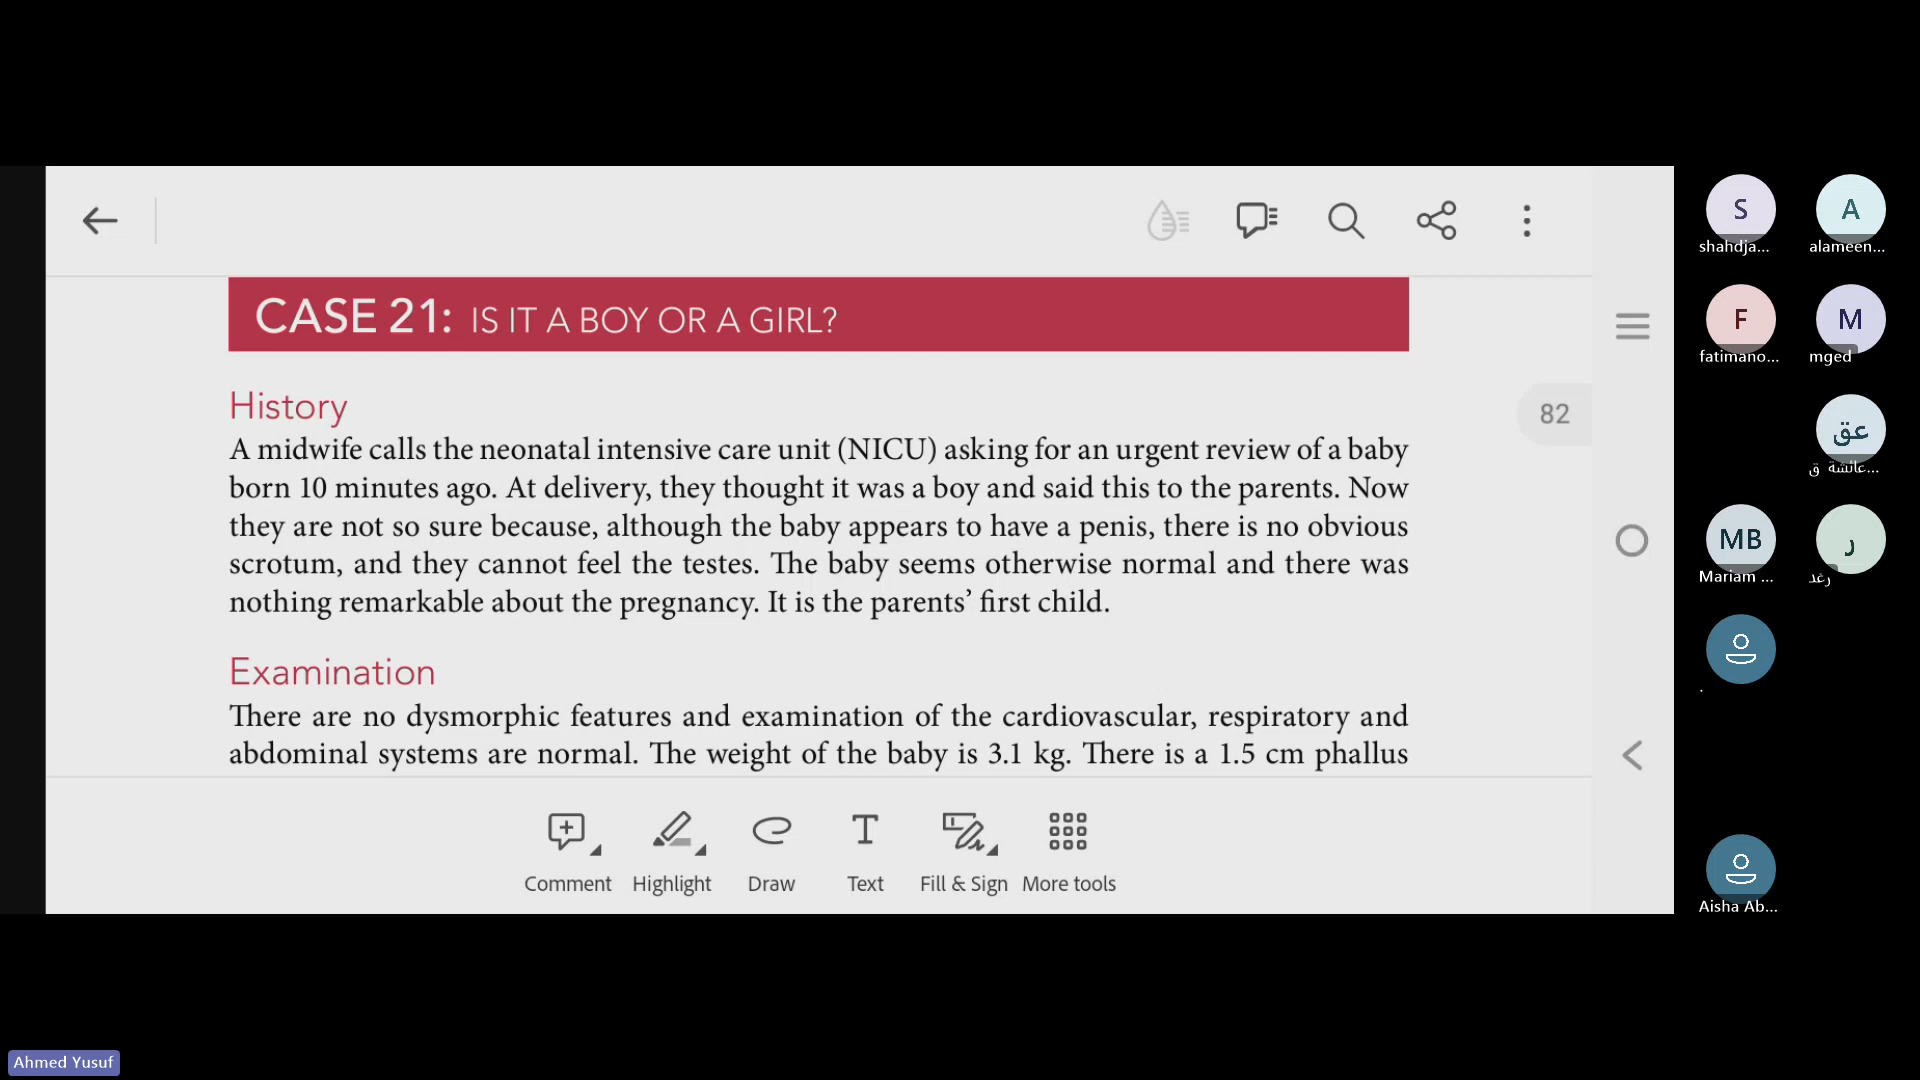 CASE 21: IS IT A BOY OR A GIRL?
History
A midwife calls the neonatal intensive care unit (NICU) asking for an urgent review of a baby
born 10 minutes ago. At delivery, they thought it was a boy and said this to the parents. Now
they are not so sure because, although the baby appears to have a penis, there is no obvious
scrotum, and they cannot feel the testes. The baby seems otherwise normal and there was
nothing remarkable about the pregnancy. It is the parents’ first child.
Examination
There are no dysmorphic features and examination of the cardiovascular, respiratory and
abdominal systems are normal. The weight of the baby is 3.1 kg. There is a 1.5 cm phallus
82
Comment
Highlight
Draw
T
Text
Fill & Sign
More tools
S
shahdja...
A
alameen...
F
fatimano...
M
mged
عق
عائشة ق...
MB
Mariam ...
ر
رغد
.
Aisha Ab...
Ahmed Yusuf